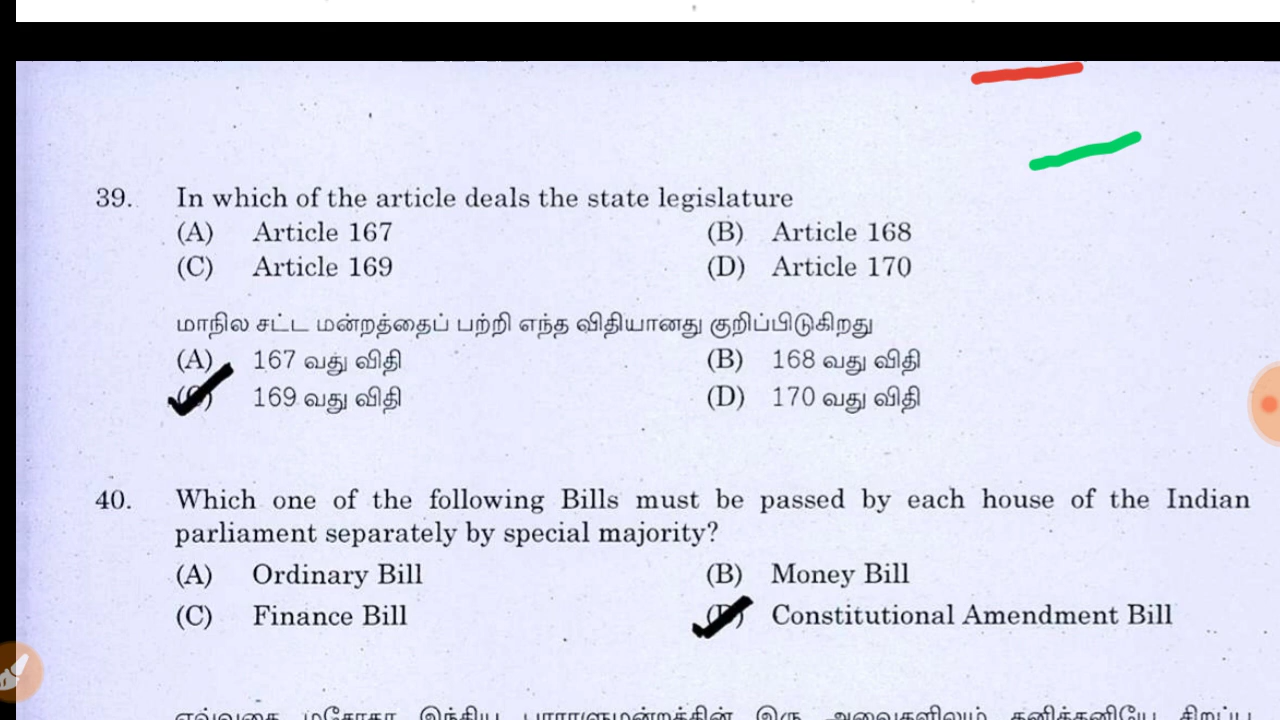 39. In which of the article deals the state legislature
(A) Article 167 (B) Article 168
(C) Article 169 (D) Article 170
மாநில சட்ட மன்றத்தைப் பற்றி எந்த விதியானது குறிப்பிடுகிறது
(A) 167 வது விதி (B) 168 வது விதி
(C) 169 வது விதி (D) 170 வது விதி
40. Which one of the following Bills must be passed by each house of the Indian
parliament separately by special majority?
(A) Ordinary Bill (B) Money Bill
(C) Finance Bill (D) Constitutional Amendment Bill